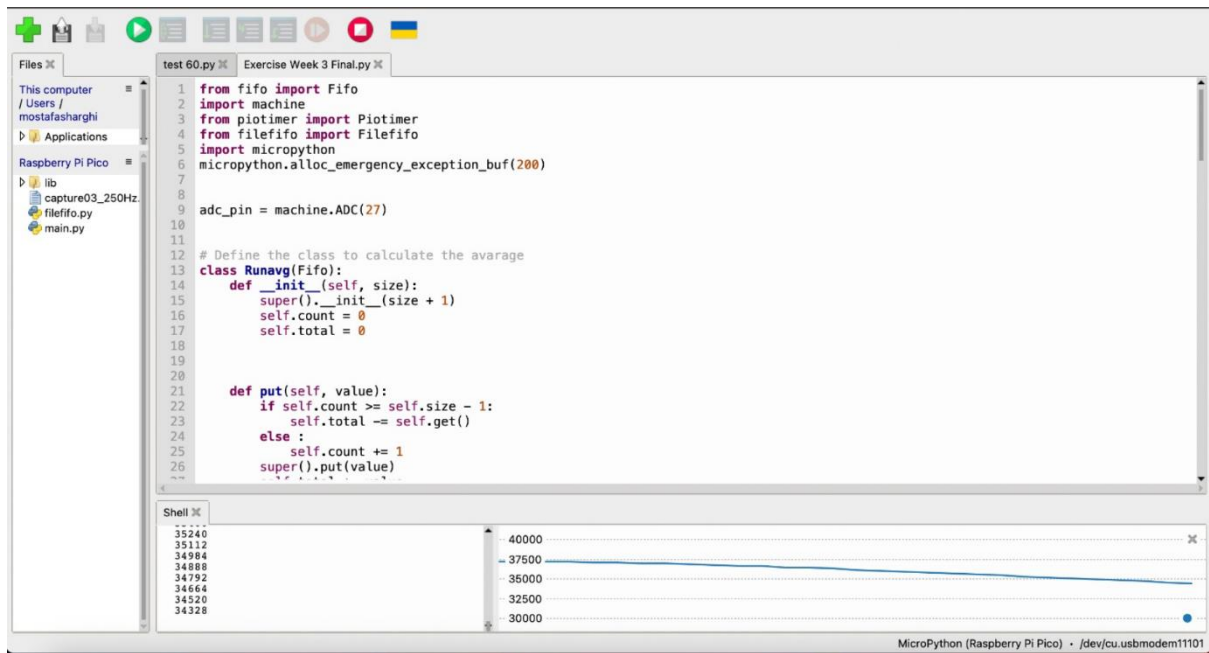 Files
This computer
/ Users /
mostafasharghi
Applications
Raspberry Pi Pico
lib
capture03_250Hz.
filefifo.py
main.py
test 60.py
Exercise Week 3 Final.py
1 from fifo import Fifo
2 import machine
3 from piotimer import Piotimer
4 from filefifo import Filefifo
5 import micropython
6 micropython.alloc_emergency_exception_buf(200)
7
8
9 adc_pin = machine.ADC(27)
10
11
12 # Define the class to calculate the avarage
13 class Runavg(Fifo):
14     def __init__(self, size):
15         super().__init__(size + 1)
16         self.count = 0
17         self.total = 0
18
19
20
21     def put(self, value):
22         if self.count >= self.size - 1:
23             self.total -= self.get()
24         else :
25             self.count += 1
26         super().put(value)
Shell
35240
35112
34984
34888
34792
34664
34520
34328
40000
37500
35000
32500
30000
MicroPython (Raspberry Pi Pico) • /dev/cu.usbmodem11101